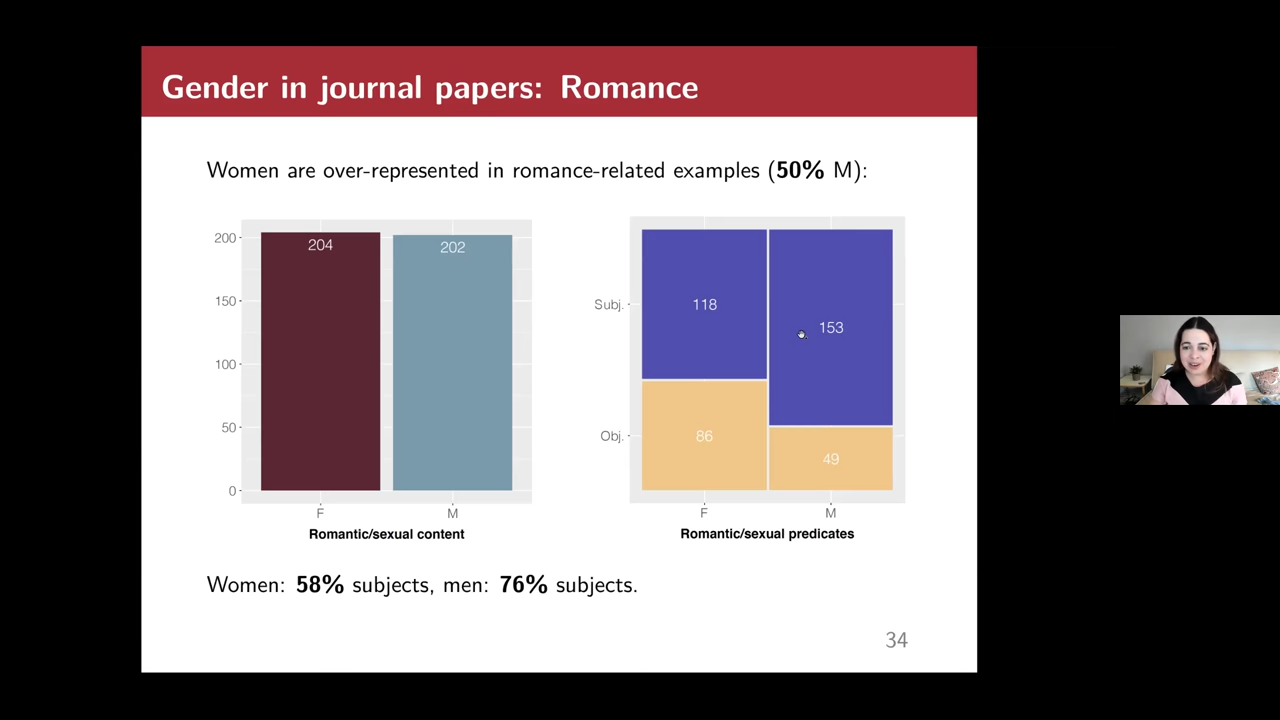 Gender in journal papers: Romance
Women are over-represented in romance-related examples (50% M):
200
150
100
50
0
204
202
F
M
Romantic/sexual content
Subj.
Obj.
118
153
86
49
F
M
Romantic/sexual predicates
Women: 58% subjects, men: 76% subjects.
34